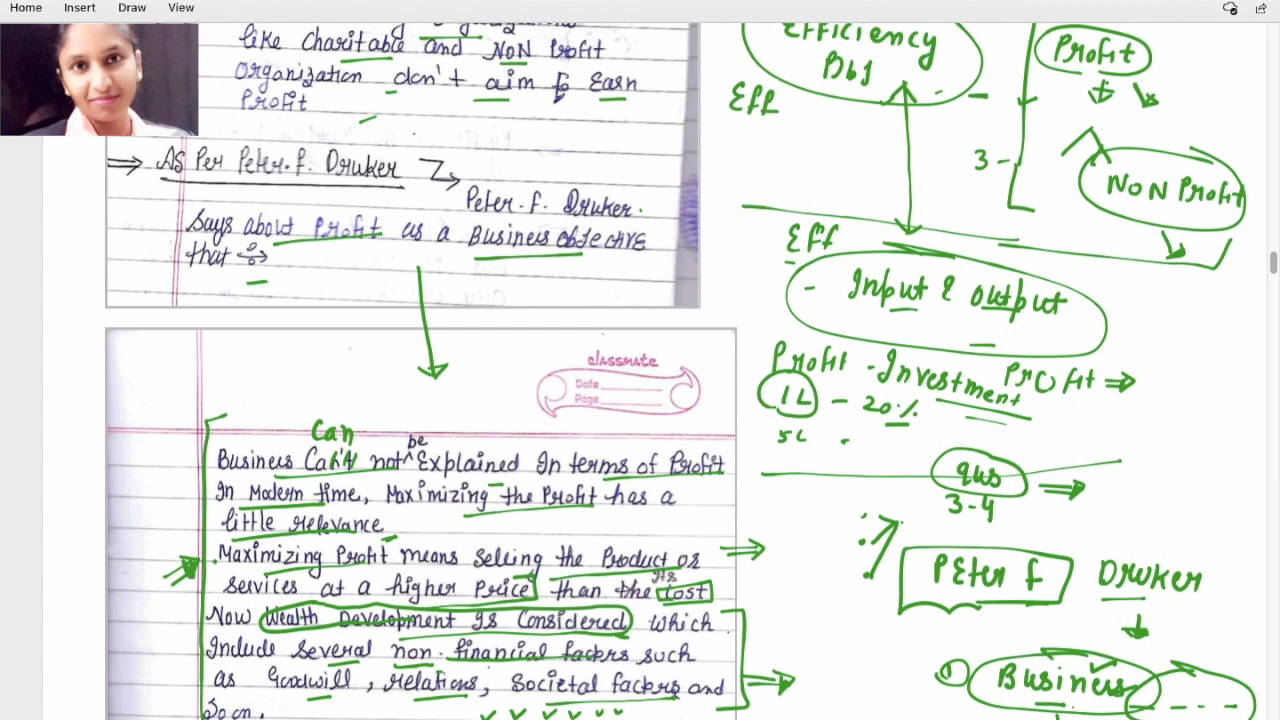 Home Insert Draw View
like Charitable and NON Profit
Organization don't aim to Earn
Profit
⇒ As Per Peter.f. Druker
Peter.f. Druker.
Says about Profit as a Business objective
that
classmate
Date
Page
Can
be
Business Can't not ^ Explained In terms of Profit
In Modern time, Maximizing the Profit has a
little relevance
Maximizing Profit means Selling the Product or
its
services at a higher Price than the cost
Now Wealth Development Is Considered which
Include Several non-financial factors such
as Goodwill, relations, Societal factors and
So on.
Efficiency
Obj
Eff
Profit
3 -
NON Profit
Eff
- Input & output
Profit - Investment Profit ⇒
1L - 20%
5L
qus ⇒
3-4
PEter f Druker
① Business